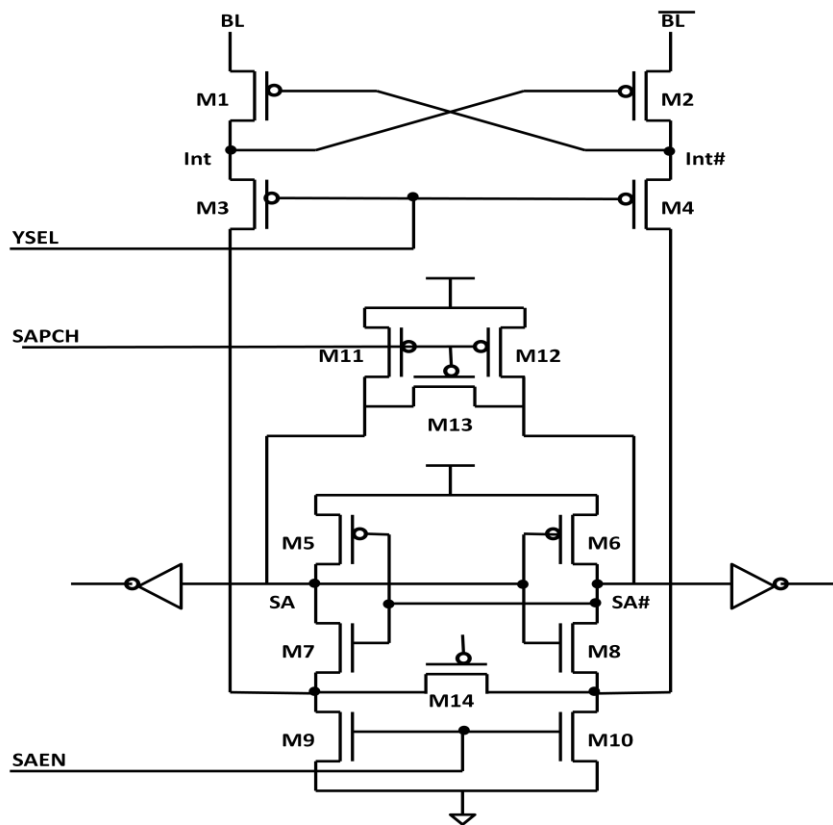 BL B̅L̅
M1 M2
Int Int#
M3 M4
YSEL
SAPCH
M11 M12
M13
M5 M6
SA SA#
M7 M8
M14
M9 M10
SAEN